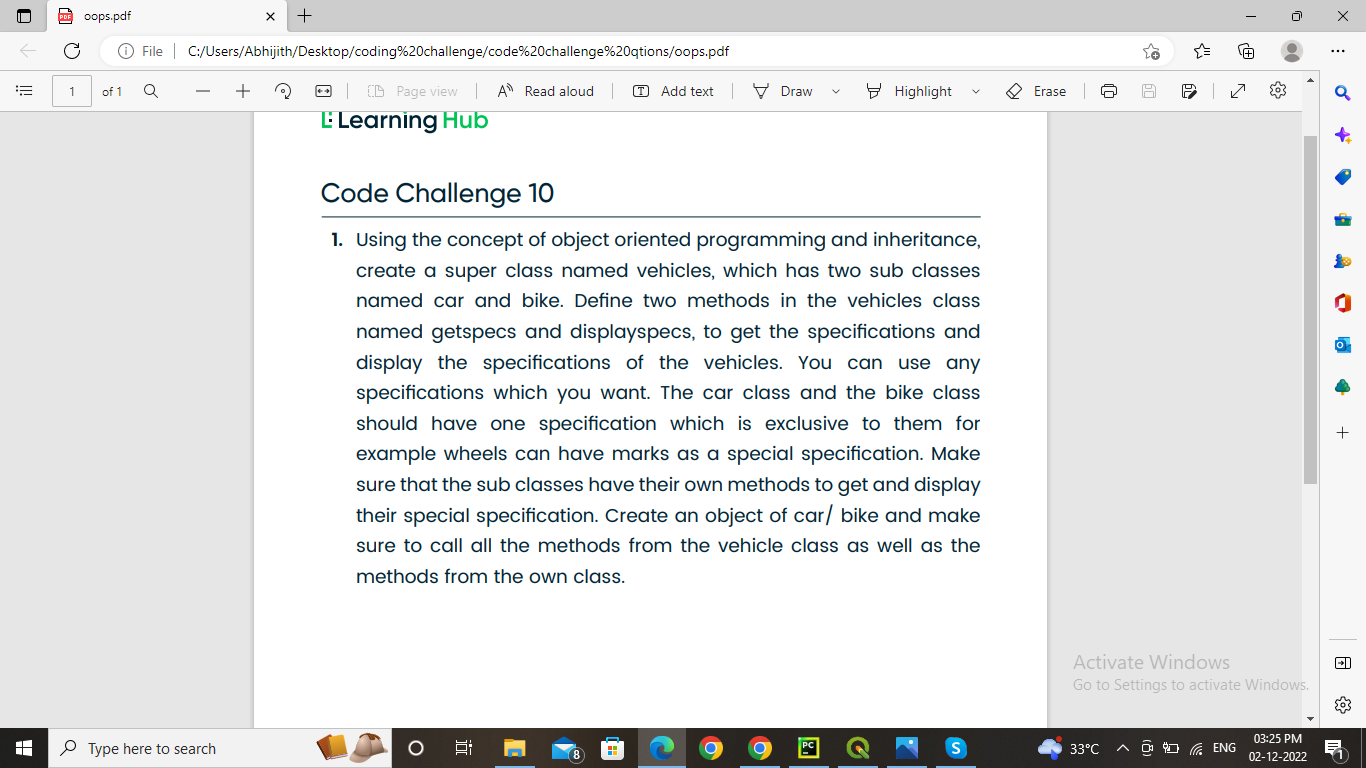 oops.pdf
File C:/Users/Abhijith/Desktop/coding%20challenge/code%20challenge%20qtions/oops.pdf
1 of 1 Page view Read aloud Add text Draw Highlight Erase
Learning Hub
Code Challenge 10
1. Using the concept of object oriented programming and inheritance,
create a super class named vehicles, which has two sub classes
named car and bike. Define two methods in the vehicles class
named getspecs and displayspecs, to get the specifications and
display the specifications of the vehicles. You can use any
specifications which you want. The car class and the bike class
should have one specification which is exclusive to them for
example wheels can have marks as a special specification. Make
sure that the sub classes have their own methods to get and display
their special specification. Create an object of car/ bike and make
sure to call all the methods from the vehicle class as well as the
methods from the own class.
Activate Windows
Go to Settings to activate Windows.
Type here to search 8 PC S 33°C ENG 03:25 PM 1
02-12-2022